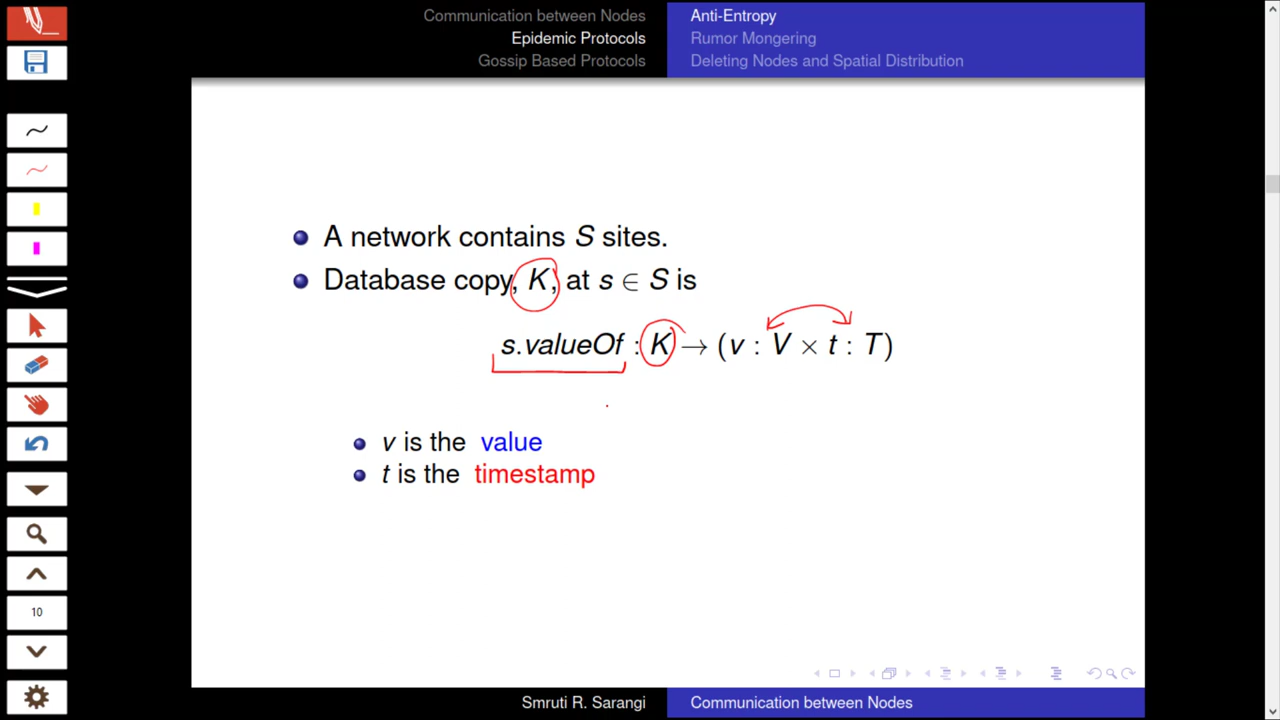 Communication between Nodes
Epidemic Protocols
Gossip Based Protocols
Anti-Entropy
Rumor Mongering
Deleting Nodes and Spatial Distribution
A network contains S sites.
Database copy, K, at s ∈ S is
s.valueOf : K → (v : V × t : T)
v is the value
t is the timestamp
10
Smruti R. Sarangi
Communication between Nodes